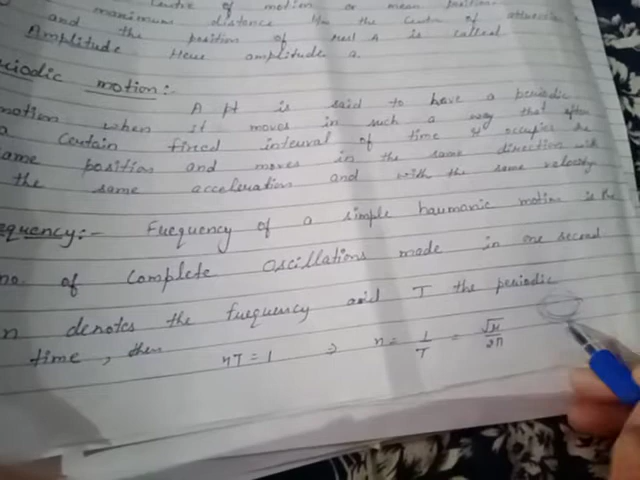 Centre of motion or mean position
and maximum distance from the Centre of attraction
and the position of rest A is called
Amplitude Here amplitude a.
riodic motion :-
A Pt is said to have a periodic
motion when it moves in such a way that after
a Certain fixed interval of time it occupies the
ame position and moves in the same direction with
the same acceleration and with the same velocity
equency :- Frequency of a simple harmonic motion is the
no. of Complete Oscillations made in one second
n denotes the frequency and T the periodic
time, then nT = 1 ⇒ n = 1/T = √μ/2π